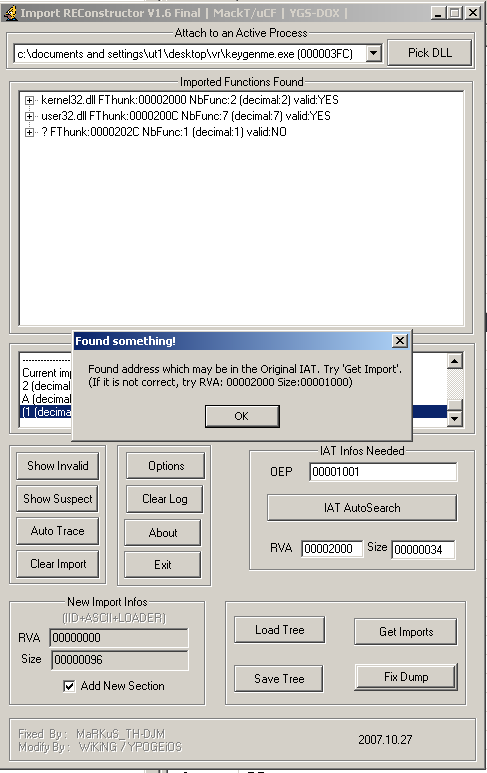 Import REConstructor V1.6 Final | MackT/uCF | YGS-DOX |
Attach to an Active Process
c:\documents and settings\ut1\desktop\vr\keygenme.exe (000003FC)
Pick DLL
Imported Functions Found
kernel32.dll FThunk:00002000 NbFunc:2 (decimal:2) valid:YES
user32.dll FThunk:0000200C NbFunc:7 (decimal:7) valid:YES
? FThunk:0000202C NbFunc:1 (decimal:1) valid:NO
Found something!
Found address which may be in the Original IAT. Try 'Get Import'.
(If it is not correct, try RVA: 00002000 Size:00001000)
OK
---------------
Current imp
2 (decimal
A (decimal
(1 (decima
Show Invalid
Show Suspect
Auto Trace
Clear Import
Options
Clear Log
About
Exit
IAT Infos Needed
OEP 00001001
IAT AutoSearch
RVA 00002000 Size 00000034
New Import Infos
(IID+ASCII+LOADER)
RVA 00000000
Size 00000096
Add New Section
Load Tree
Get Imports
Save Tree
Fix Dump
Fixed By : MaRKuS_TH-DJM
Modify By : WiKiNG / YPOGEiOS
2007.10.27